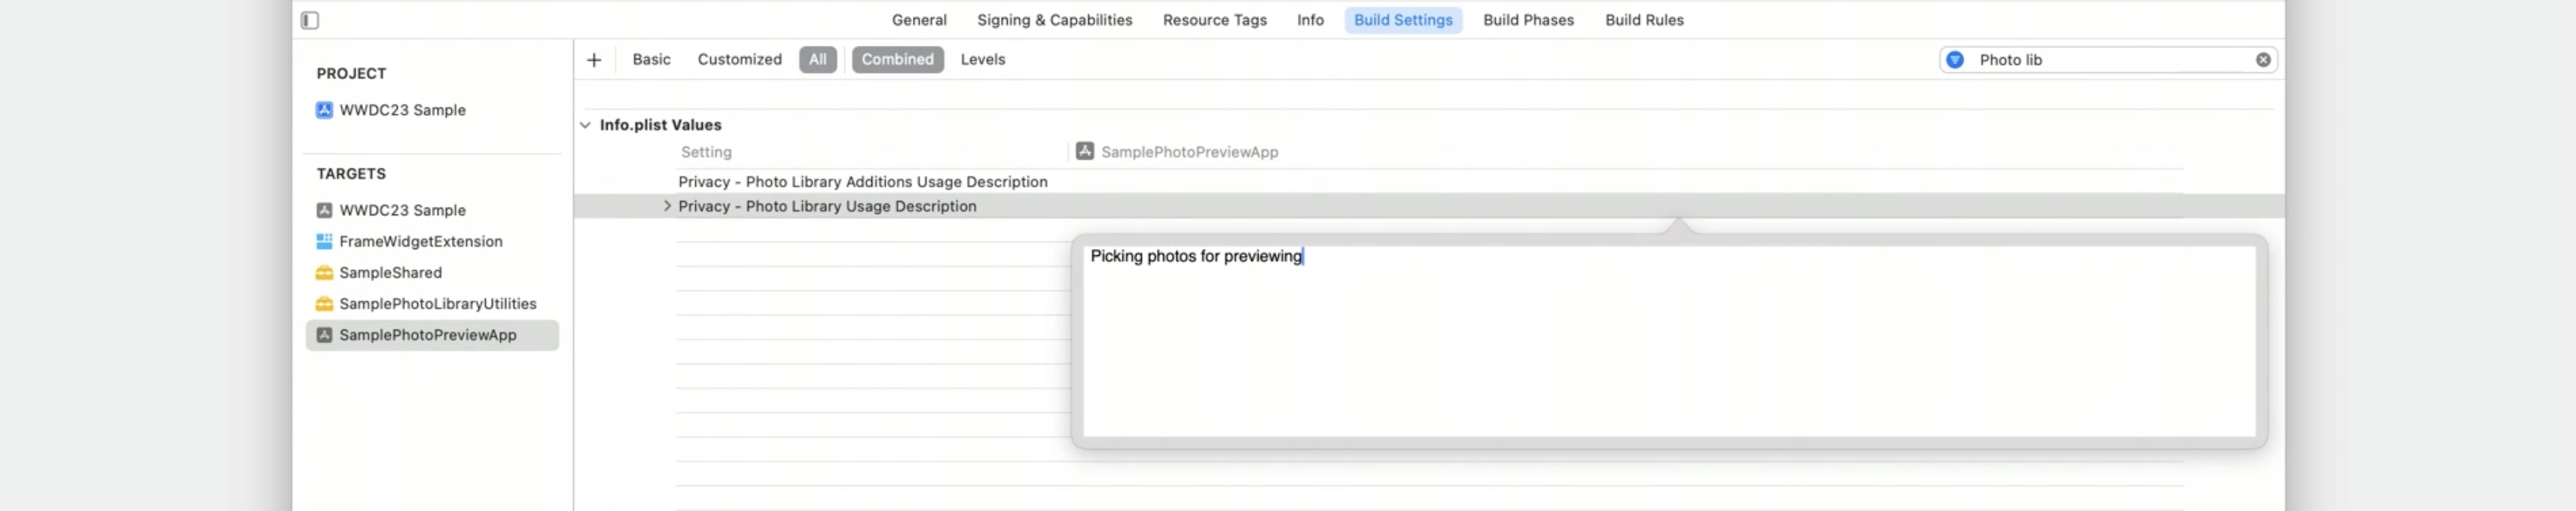 General Signing & Capabilities Resource Tags Info Build Settings Build Phases Build Rules
PROJECT
WWDC23 Sample
TARGETS
WWDC23 Sample
FrameWidgetExtension
SampleShared
SamplePhotoLibraryUtilities
SamplePhotoPreviewApp
+ Basic Customized All Combined Levels Photo lib
Info.plist Values
Setting SamplePhotoPreviewApp
Privacy - Photo Library Additions Usage Description
Privacy - Photo Library Usage Description
Picking photos for previewing